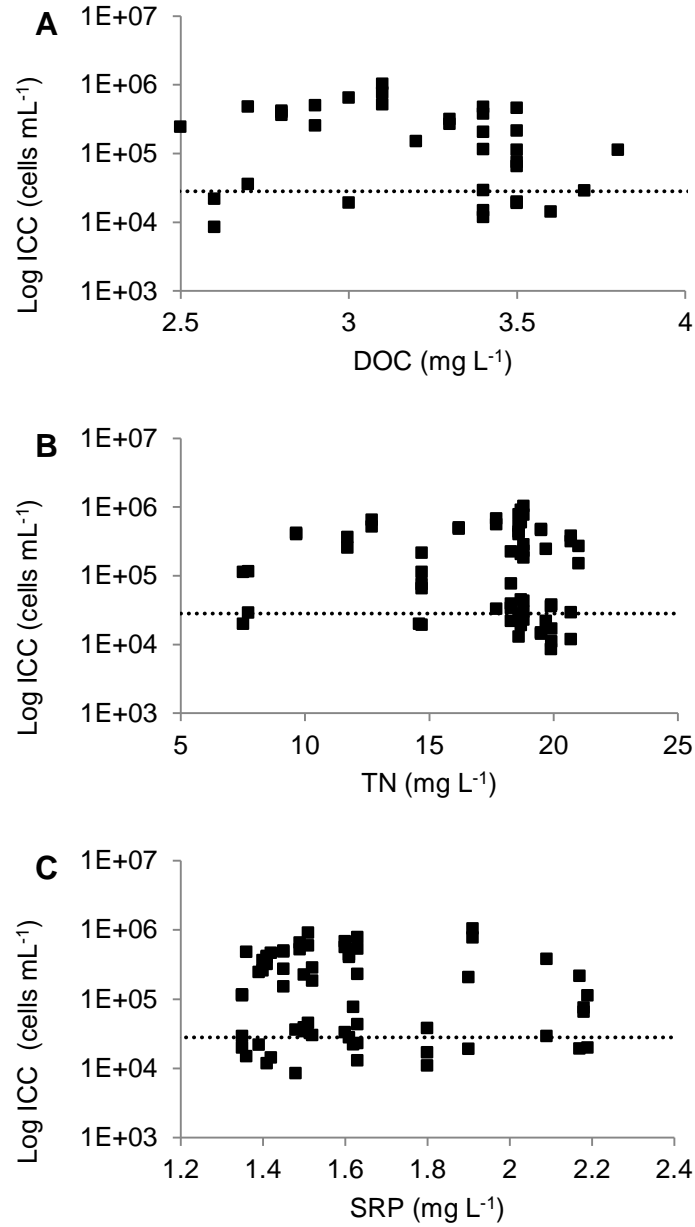 A
1E+07
1E+06
1E+05
1E+04
1E+03
Log ICC (cells mL-1)
2.5 3 3.5 4
DOC (mg L-1)
B
1E+07
1E+06
1E+05
1E+04
1E+03
Log ICC (cells mL-1)
5 10 15 20 25
TN (mg L-1)
C
1E+07
1E+06
1E+05
1E+04
1E+03
Log ICC (cells mL-1)
1.2 1.4 1.6 1.8 2 2.2 2.4
SRP (mg L-1)